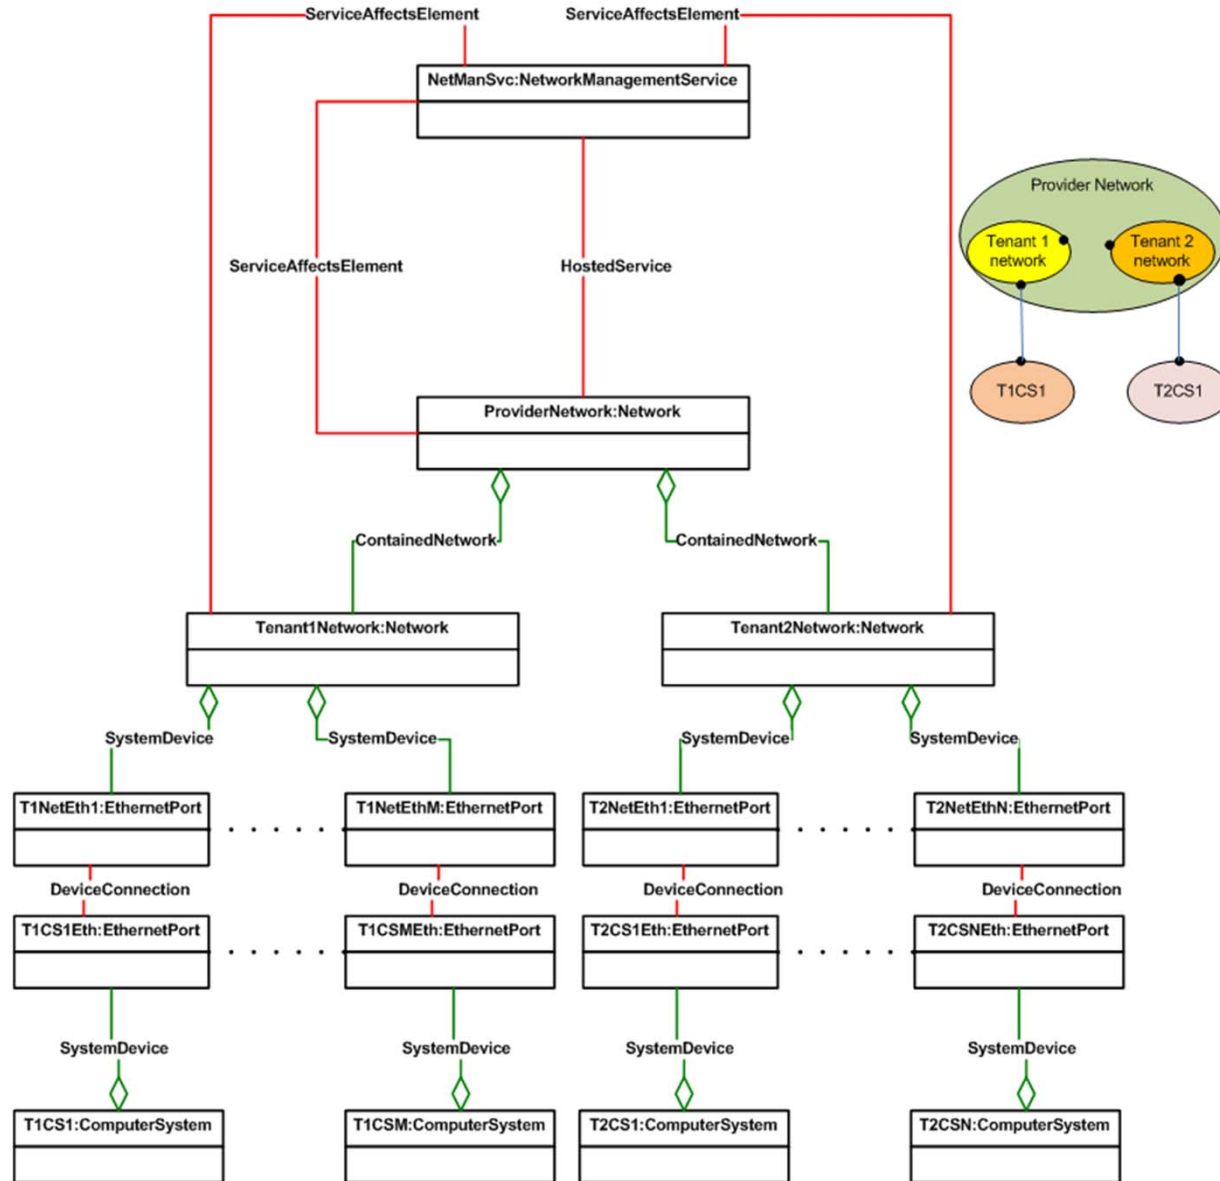 ServiceAffectsElement
ServiceAffectsElement
NetManSvc:NetworkManagementService
Provider Network
Tenant 1
network
Tenant 2
network
ServiceAffectsElement
HostedService
T1CS1
T2CS1
ProviderNetwork:Network
ContainedNetwork
ContainedNetwork
Tenant1Network:Network
Tenant2Network:Network
SystemDevice
SystemDevice
SystemDevice
SystemDevice
T1NetEth1:EthernetPort
T1NetEthM:EthernetPort
T2NetEth1:EthernetPort
T2NetEthN:EthernetPort
DeviceConnection
DeviceConnection
DeviceConnection
DeviceConnection
T1CS1Eth:EthernetPort
T1CSMEth:EthernetPort
T2CS1Eth:EthernetPort
T2CSNEth:EthernetPort
SystemDevice
SystemDevice
SystemDevice
SystemDevice
T1CS1:ComputerSystem
T1CSM:ComputerSystem
T2CS1:ComputerSystem
T2CSN:ComputerSystem